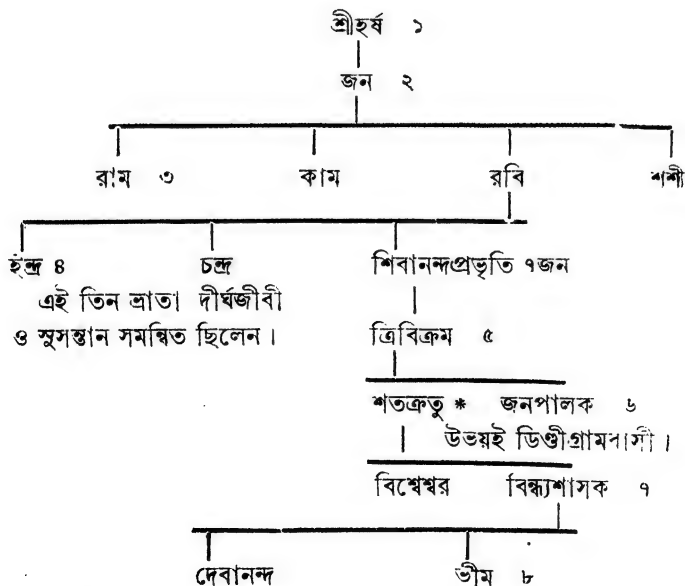 শ্রীহর্ষ ১
জন ২
রাম ৩ কাম রবি শশী
ইন্দ্র ৪ চন্দ্র শিবানন্দপ্রভৃতি ৭জন
এই তিন ভ্রাতা দীর্ঘজীবী
ও সুসন্তান সমন্বিত ছিলেন।
ত্রিবিক্রম ৫
শতক্রতু * জনপালক ৬
উভয়ই ডিণ্ডীগ্রামবাসী।
বিশ্বেশ্বর বিন্ধ্যশাসক ৭
দেবানন্দ ভীম ৮